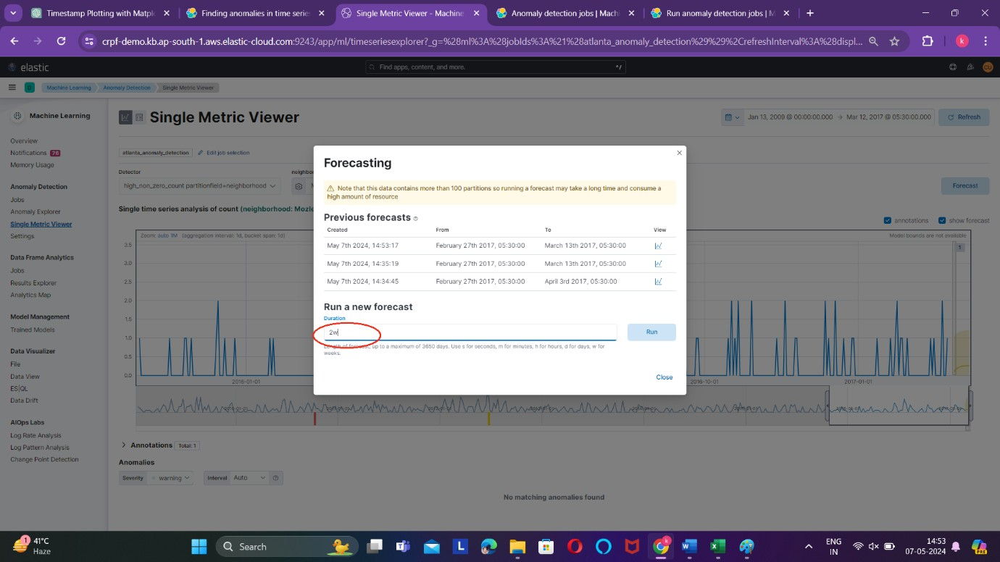 Timestamp Plotting with Matpl
Finding anomalies in time serie
Single Metric Viewer - Machine
Anomaly detection jobs | Mach
Run anomaly detection jobs | M
crpf-demo.kb.ap-south-1.aws.elastic-cloud.com:9243/app/ml/timeseriesexplorer?_g=%28ml%3A%28jobIds%3A%21%28atlanta_anomaly_detection%29%29%2CrefreshInterval%3A%28displ...
k
elastic
Find apps, content, and more.
^/
CU
D
Machine Learning
Anomaly Detection
Single Metric Viewer
Machine Learning
Overview
Notifications 76
Memory Usage
Anomaly Detection
Jobs
Anomaly Explorer
Single Metric Viewer
Settings
Data Frame Analytics
Jobs
Results Explorer
Analytics Map
Model Management
Trained Models
Data Visualizer
File
Data View
ES|QL
Data Drift
AIOps Labs
Log Rate Analysis
Log Pattern Analysis
Change Point Detection
Single Metric Viewer
Jan 13, 2009 @ 00:00:00.000 → Mar 12, 2017 @ 05:30:00.000
Refresh
atlanta_anomaly_detection
Edit job selection
Detector
high_non_zero_count partitionfield=neighborhood
neighbor
Forecast
Single time series analysis of count (neighborhood: Mozle
annotations
show forecast
Zoom: auto 1M (aggregation interval: 1d, bucket span: 1d)
Model bounds are not available
3.5
3.0
2.5
2.0
1.5
1.0
0.5
0.0
2016-01-01
2016-10-01
2017-01-01
1
Forecasting
Note that this data contains more than 100 partitions so running a forecast may take a long time and consume a
high amount of resource
Previous forecasts
Created From To View
May 7th 2024, 14:53:17 February 27th 2017, 05:30:00 March 13th 2017, 05:30:00
May 7th 2024, 14:35:19 February 27th 2017, 05:30:00 March 13th 2017, 05:30:00
May 7th 2024, 14:34:45 February 27th 2017, 05:30:00 April 3rd 2017, 05:30:00
Run a new forecast
Duration
2w
Run
Length of forecast, up to a maximum of 3650 days. Use s for seconds, m for minutes, h for hours, d for days, w for
weeks.
Close
Annotations Total: 1
Anomalies
Severity warning
Interval Auto
No matching anomalies found
1
41°C
Haze
Search
L
k
W
X
ENG
IN
14:53
07-05-2024
PRE